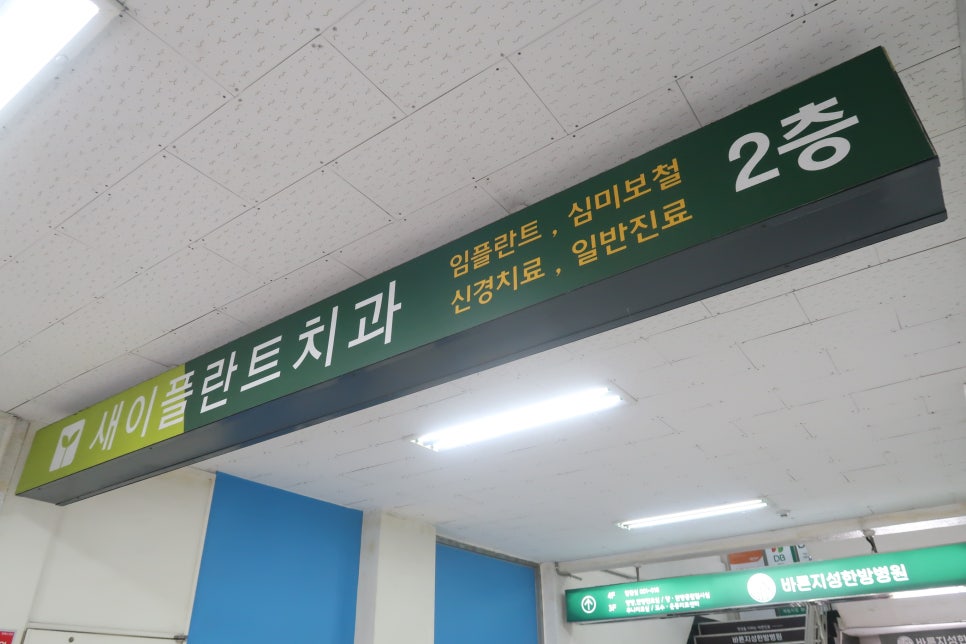 새이플란트치과
임플란트, 심미보철
신경치료, 일반진료
2층
바른지성한방병원